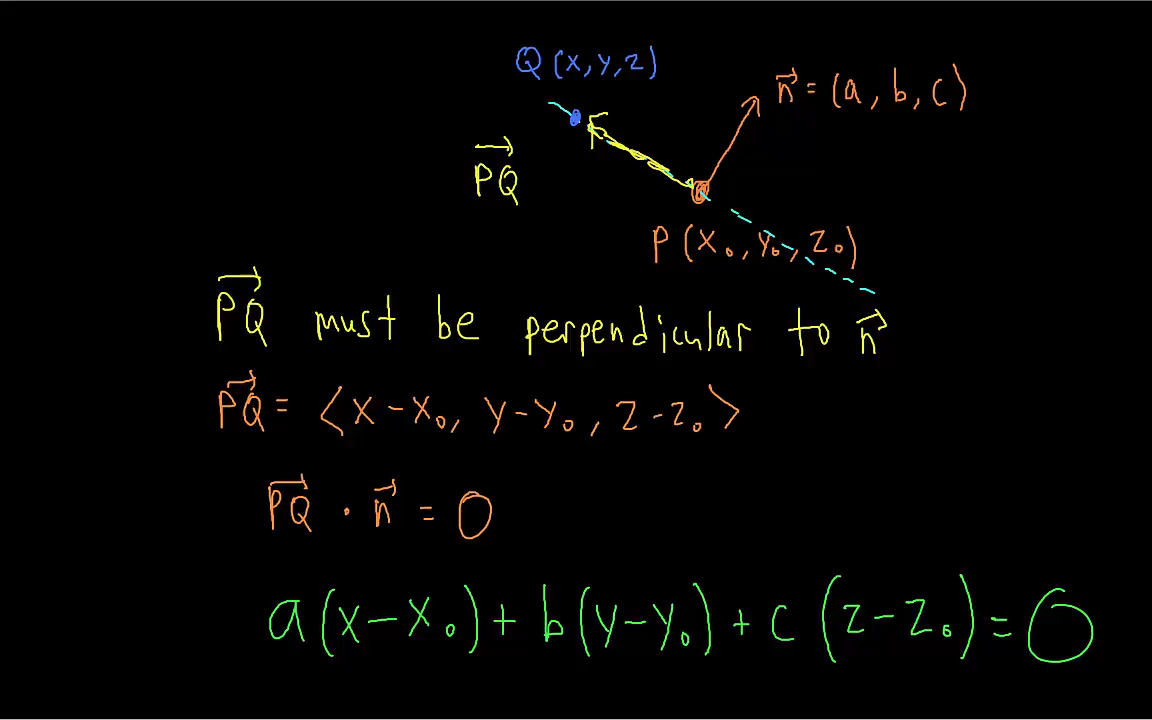 Q (x, y, z)
n⃗ = (a, b, c)
PQ⃗
P (x₀, y₀, z₀)
PQ⃗ must be perpendicular to n⃗
PQ⃗ = ⟨x - x₀, y - y₀, z - z₀⟩
PQ⃗ · n⃗ = 0
a(x - x₀) + b(y - y₀) + c(z - z₀) = 0